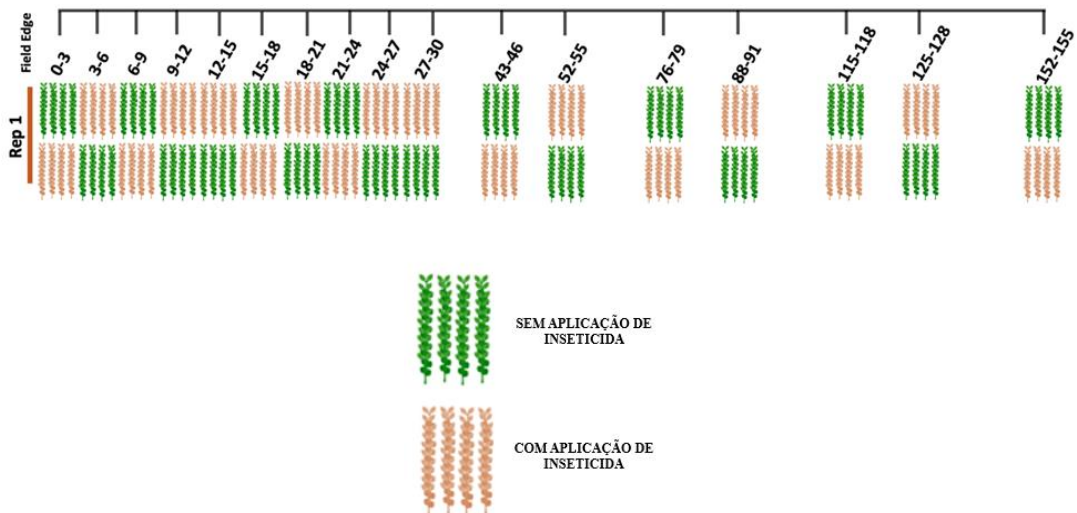 Field Edge
0-3
3-6
6-9
9-12
12-15
15-18
18-21
21-24
24-27
27-30
43-46
52-55
76-79
88-91
115-118
125-128
152-155
Rep 1
SEM APLICAÇÃO DE
INSETICIDA
COM APLICAÇÃO DE
INSETICIDA